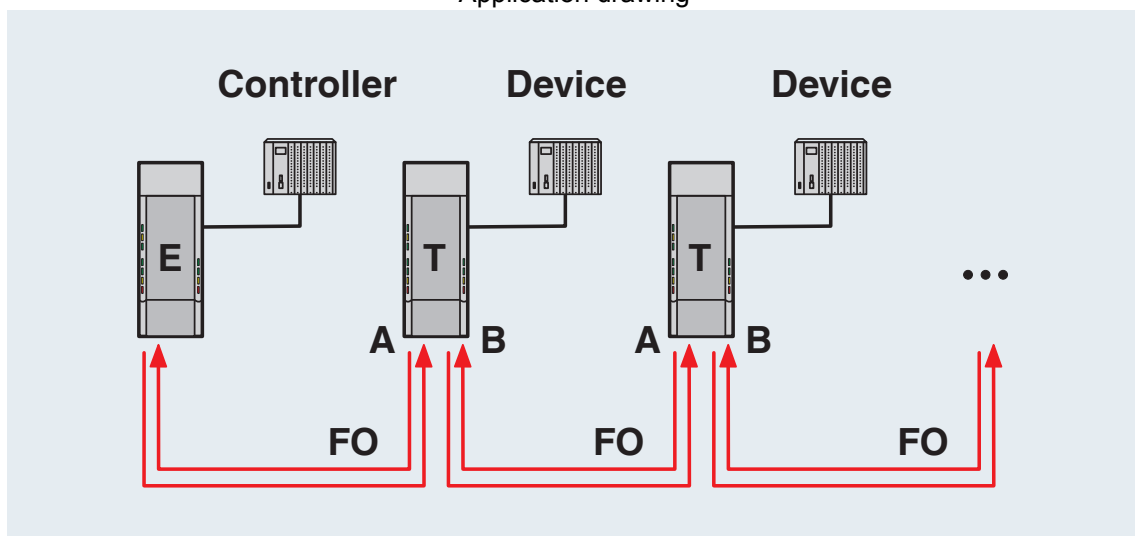 Application drawing
Controller Device Device
E T T ...
A B A B
FO FO FO